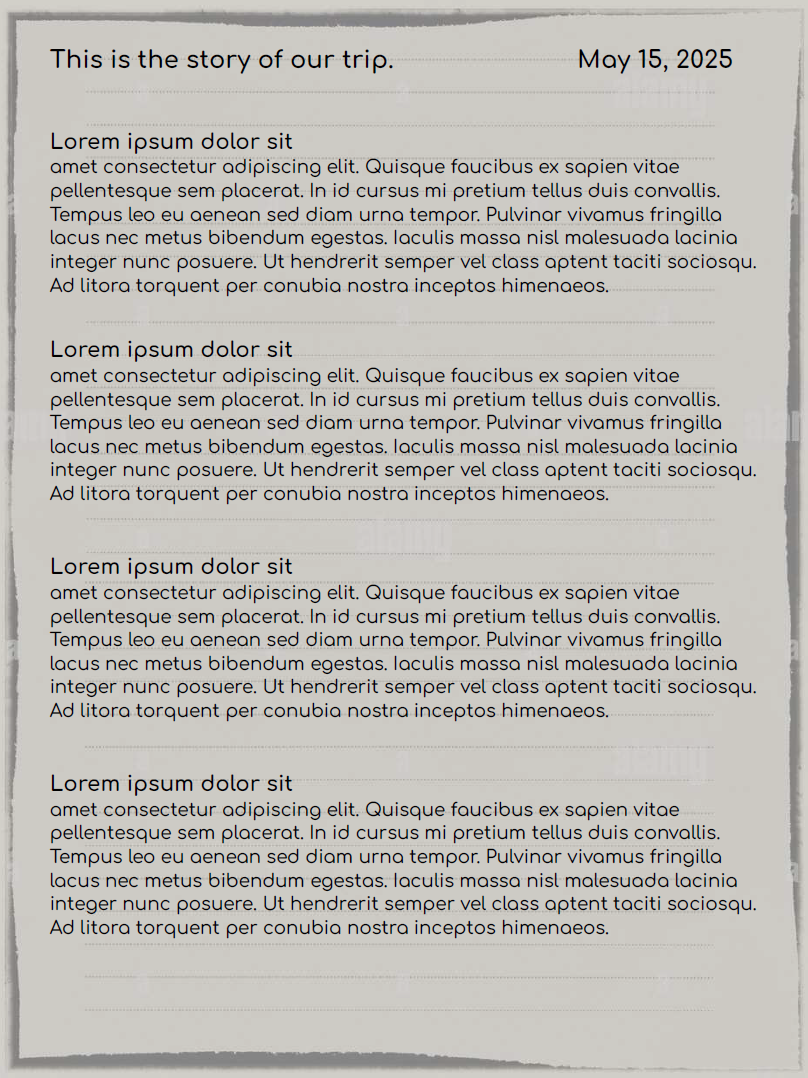 This is the story of our trip. May 15, 2025
Lorem ipsum dolor sit
amet consectetur adipiscing elit. Quisque faucibus ex sapien vitae
pellentesque sem placerat. In id cursus mi pretium tellus duis convallis.
Tempus leo eu aenean sed diam urna tempor. Pulvinar vivamus fringilla
lacus nec metus bibendum egestas. Iaculis massa nisl malesuada lacinia
integer nunc posuere. Ut hendrerit semper vel class aptent taciti sociosqu.
Ad litora torquent per conubia nostra inceptos himenaeos.
Lorem ipsum dolor sit
amet consectetur adipiscing elit. Quisque faucibus ex sapien vitae
pellentesque sem placerat. In id cursus mi pretium tellus duis convallis.
Tempus leo eu aenean sed diam urna tempor. Pulvinar vivamus fringilla
lacus nec metus bibendum egestas. Iaculis massa nisl malesuada lacinia
integer nunc posuere. Ut hendrerit semper vel class aptent taciti sociosqu.
Ad litora torquent per conubia nostra inceptos himenaeos.
Lorem ipsum dolor sit
amet consectetur adipiscing elit. Quisque faucibus ex sapien vitae
pellentesque sem placerat. In id cursus mi pretium tellus duis convallis.
Tempus leo eu aenean sed diam urna tempor. Pulvinar vivamus fringilla
lacus nec metus bibendum egestas. Iaculis massa nisl malesuada lacinia
integer nunc posuere. Ut hendrerit semper vel class aptent taciti sociosqu.
Ad litora torquent per conubia nostra inceptos himenaeos.
Lorem ipsum dolor sit
amet consectetur adipiscing elit. Quisque faucibus ex sapien vitae
pellentesque sem placerat. In id cursus mi pretium tellus duis convallis.
Tempus leo eu aenean sed diam urna tempor. Pulvinar vivamus fringilla
lacus nec metus bibendum egestas. Iaculis massa nisl malesuada lacinia
integer nunc posuere. Ut hendrerit semper vel class aptent taciti sociosqu.
Ad litora torquent per conubia nostra inceptos himenaeos.